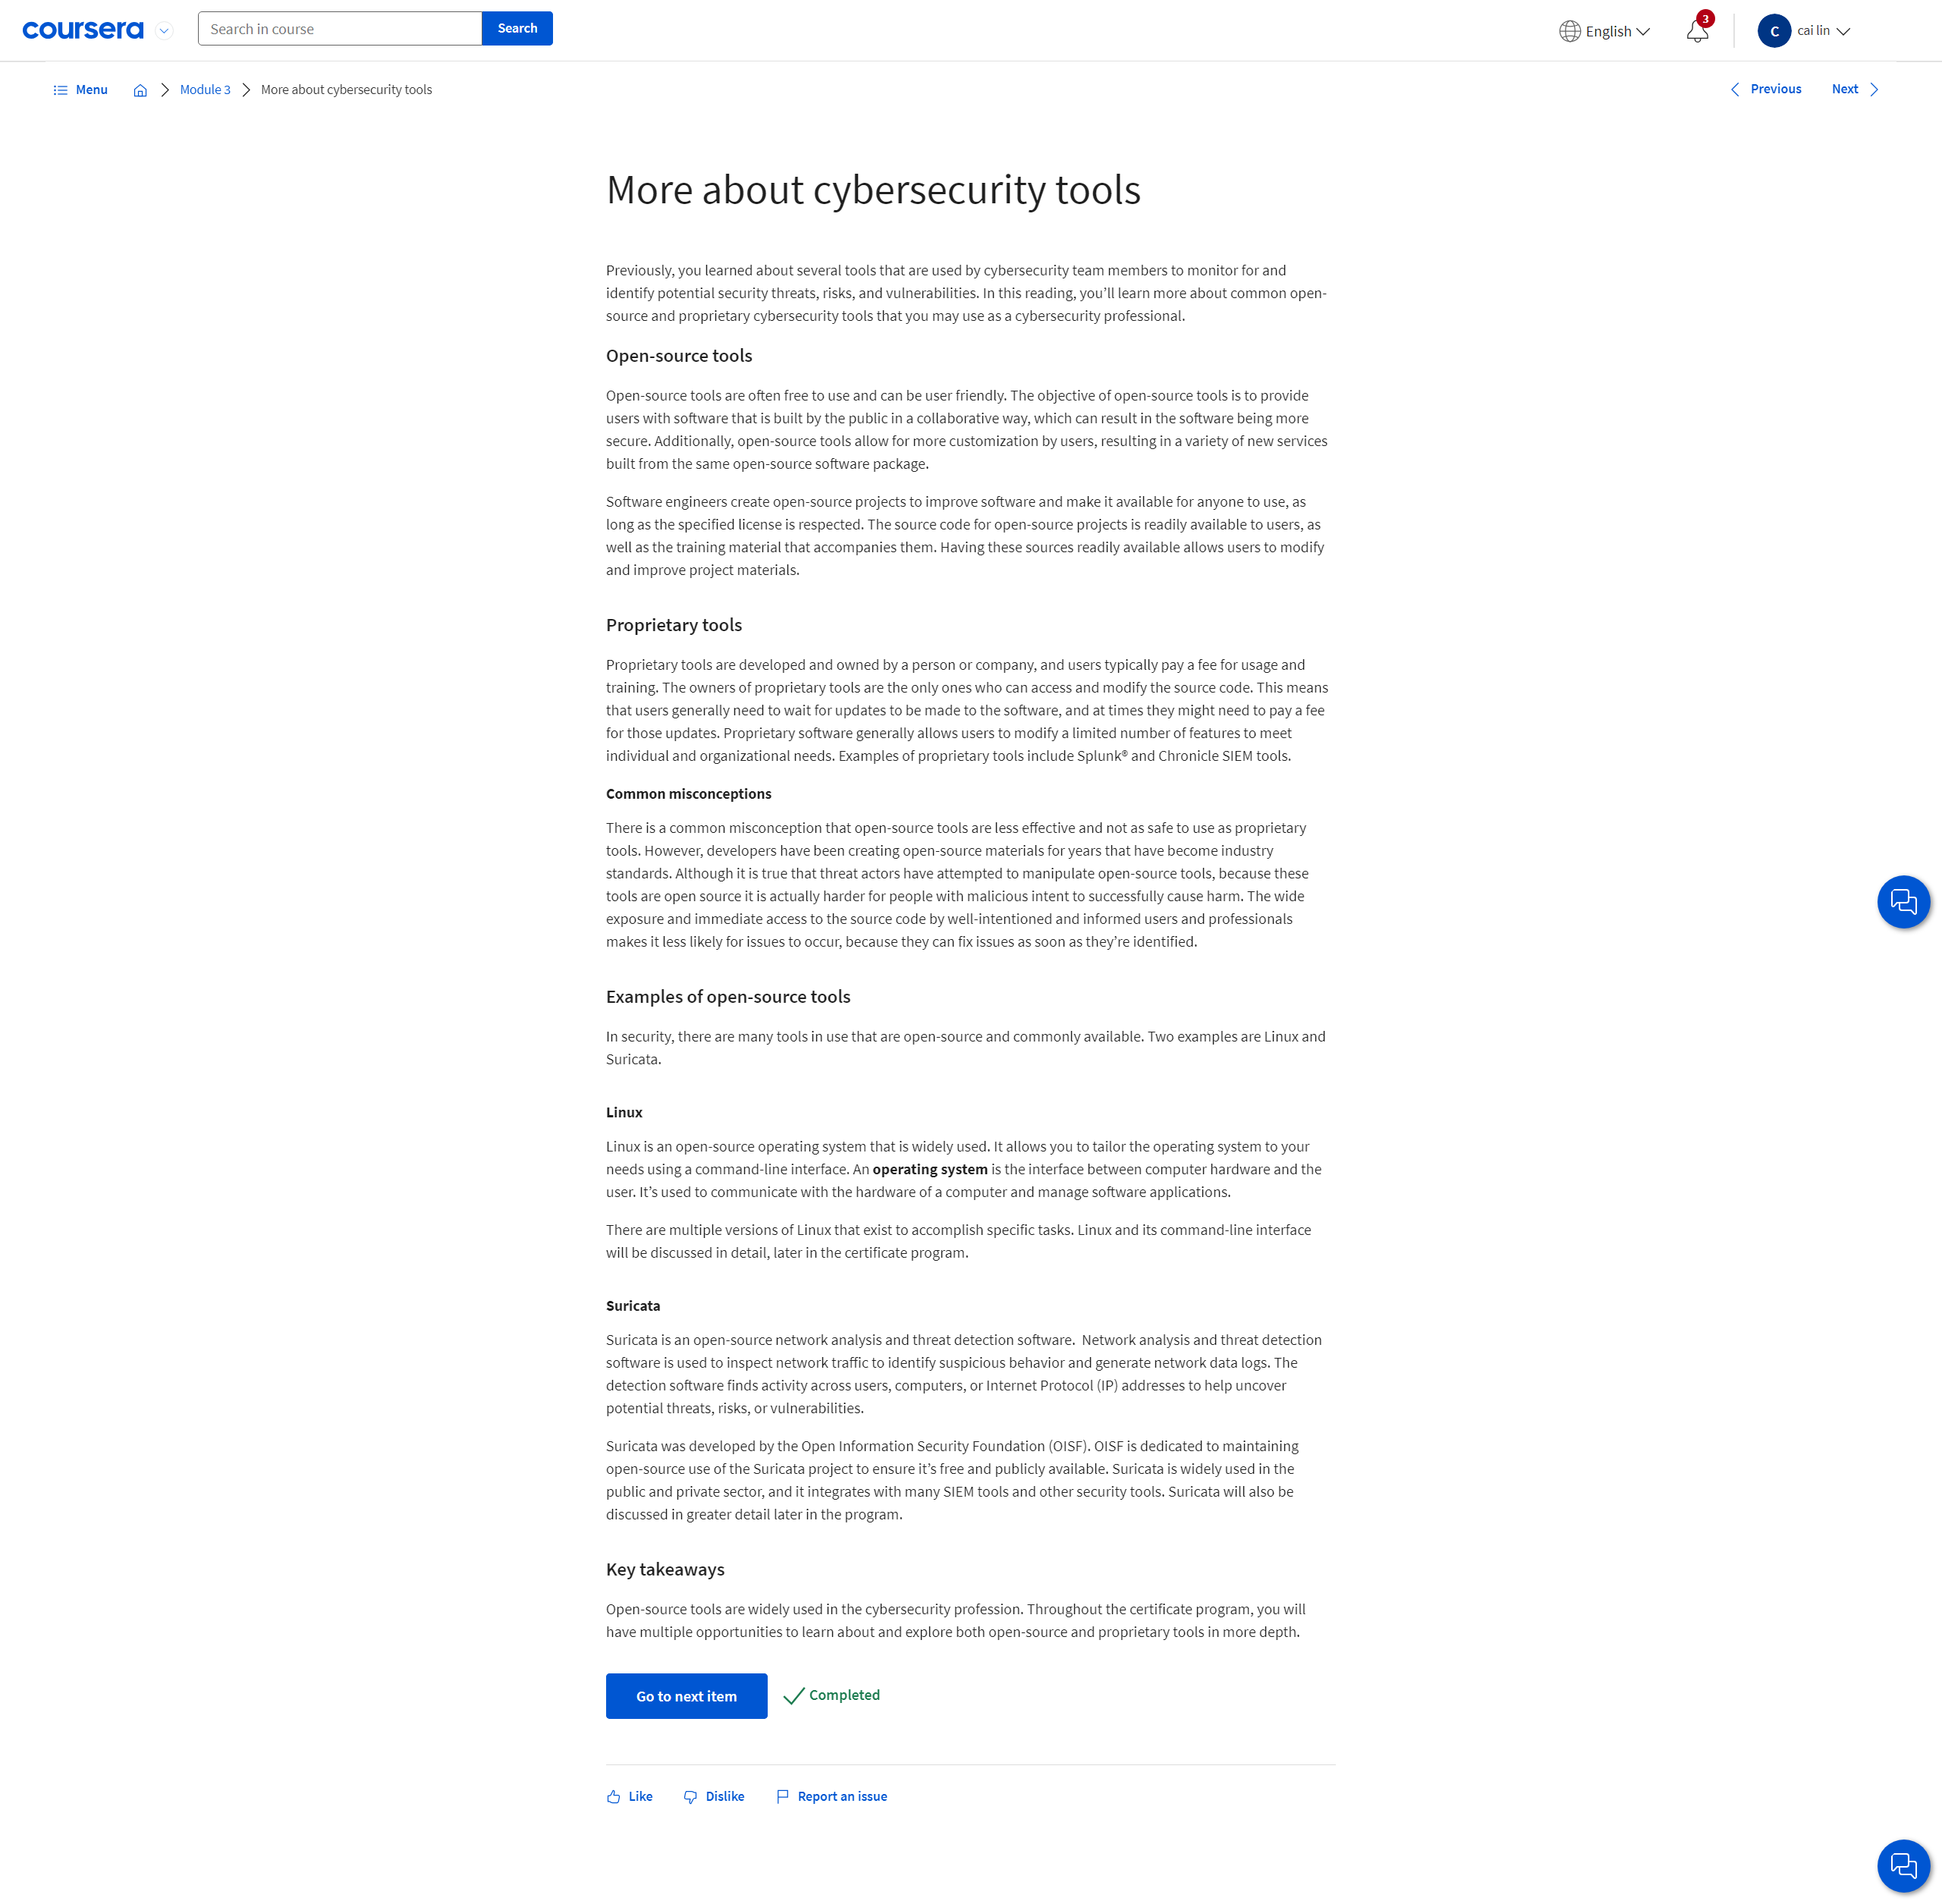 coursera
Search in course
Search
English
3
C
cai lin
Menu
Module 3
More about cybersecurity tools
Previous
Next
More about cybersecurity tools
Previously, you learned about several tools that are used by cybersecurity team members to monitor for and
identify potential security threats, risks, and vulnerabilities. In this reading, you’ll learn more about common open-
source and proprietary cybersecurity tools that you may use as a cybersecurity professional.
Open-source tools
Open-source tools are often free to use and can be user friendly. The objective of open-source tools is to provide
users with software that is built by the public in a collaborative way, which can result in the software being more
secure. Additionally, open-source tools allow for more customization by users, resulting in a variety of new services
built from the same open-source software package.
Software engineers create open-source projects to improve software and make it available for anyone to use, as
long as the specified license is respected. The source code for open-source projects is readily available to users, as
well as the training material that accompanies them. Having these sources readily available allows users to modify
and improve project materials.
Proprietary tools
Proprietary tools are developed and owned by a person or company, and users typically pay a fee for usage and
training. The owners of proprietary tools are the only ones who can access and modify the source code. This means
that users generally need to wait for updates to be made to the software, and at times they might need to pay a fee
for those updates. Proprietary software generally allows users to modify a limited number of features to meet
individual and organizational needs. Examples of proprietary tools include Splunk® and Chronicle SIEM tools.
Common misconceptions
There is a common misconception that open-source tools are less effective and not as safe to use as proprietary
tools. However, developers have been creating open-source materials for years that have become industry
standards. Although it is true that threat actors have attempted to manipulate open-source tools, because these
tools are open source it is actually harder for people with malicious intent to successfully cause harm. The wide
exposure and immediate access to the source code by well-intentioned and informed users and professionals
makes it less likely for issues to occur, because they can fix issues as soon as they’re identified.
Examples of open-source tools
In security, there are many tools in use that are open-source and commonly available. Two examples are Linux and
Suricata.
Linux
Linux is an open-source operating system that is widely used. It allows you to tailor the operating system to your
needs using a command-line interface. An operating system is the interface between computer hardware and the
user. It’s used to communicate with the hardware of a computer and manage software applications.
There are multiple versions of Linux that exist to accomplish specific tasks. Linux and its command-line interface
will be discussed in detail, later in the certificate program.
Suricata
Suricata is an open-source network analysis and threat detection software.  Network analysis and threat detection
software is used to inspect network traffic to identify suspicious behavior and generate network data logs. The
detection software finds activity across users, computers, or Internet Protocol (IP) addresses to help uncover
potential threats, risks, or vulnerabilities.
Suricata was developed by the Open Information Security Foundation (OISF). OISF is dedicated to maintaining
open-source use of the Suricata project to ensure it’s free and publicly available. Suricata is widely used in the
public and private sector, and it integrates with many SIEM tools and other security tools. Suricata will also be
discussed in greater detail later in the program.
Key takeaways
Open-source tools are widely used in the cybersecurity profession. Throughout the certificate program, you will
have multiple opportunities to learn about and explore both open-source and proprietary tools in more depth.
Go to next item
Completed
Like
Dislike
Report an issue